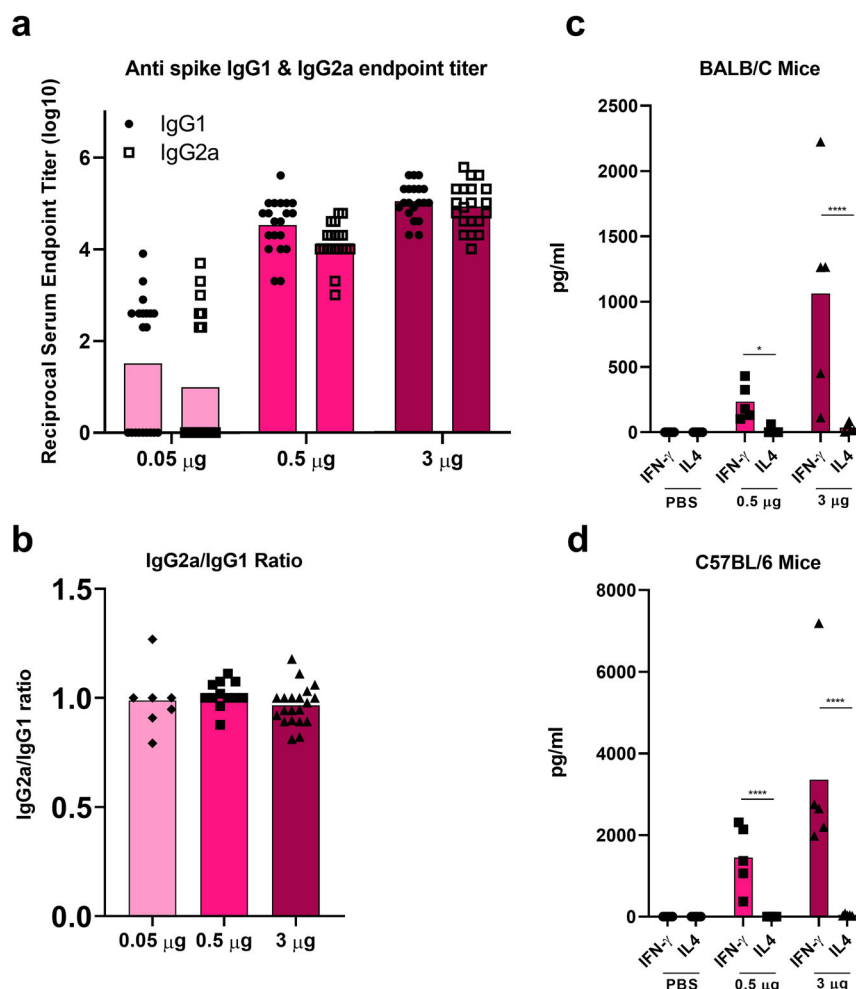 a
Anti spike IgG1 & IgG2a endpoint titer
Reciprocal Serum Endpoint Titer (log10)
6
4
2
0
IgG1
IgG2a
0.05 μg
0.5 μg
3 μg
b
IgG2a/IgG1 Ratio
IgG2a/IgG1 ratio
1.5
1.0
0.5
0.0
0.05 μg
0.5 μg
3 μg
c
BALB/C Mice
pg/ml
2500
2000
1500
1000
500
0
*
****
IFN-γ
IL4
IFN-γ
IL4
IFN-γ
IL4
PBS
0.5 μg
3 μg
d
C57BL/6 Mice
pg/ml
8000
6000
4000
2000
0
****
****
IFN-γ
IL4
IFN-γ
IL4
IFN-γ
IL4
PBS
0.5 μg
3 μg